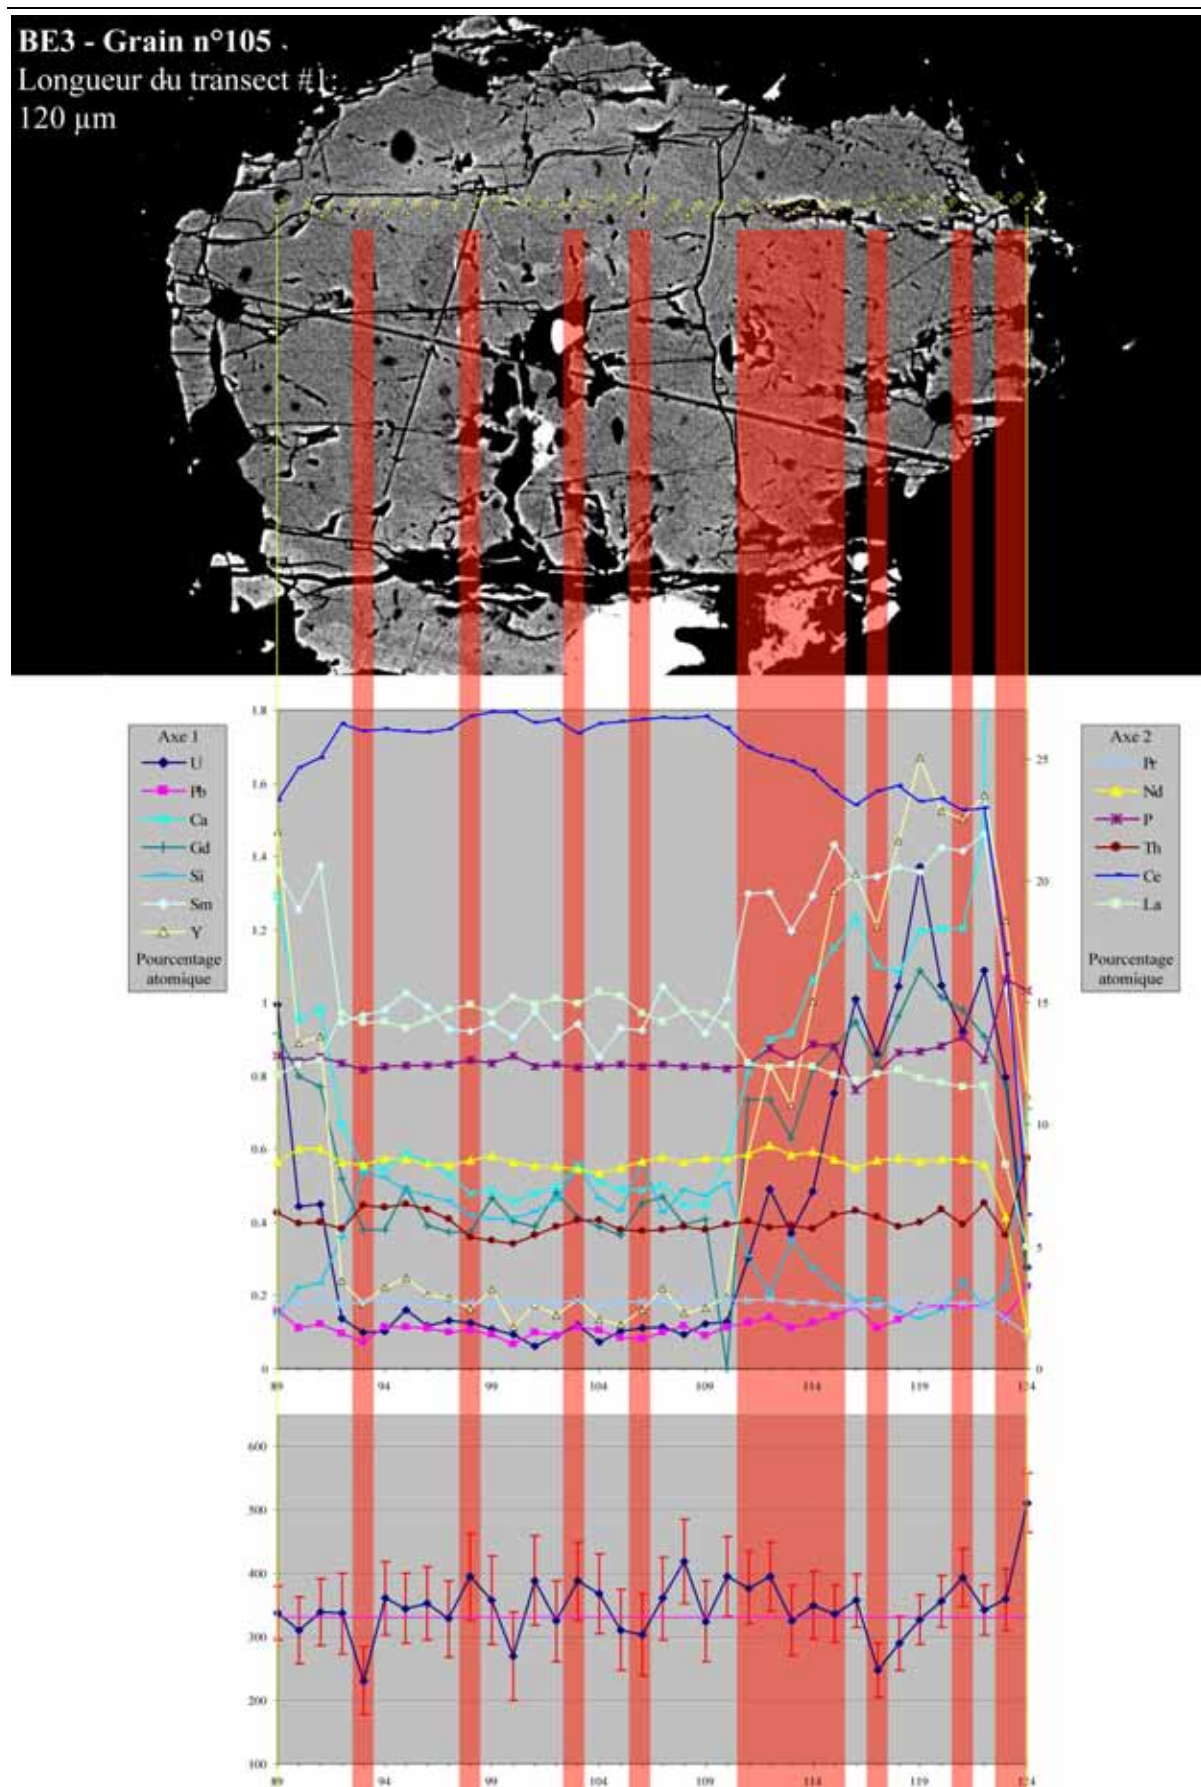 BE3 - Grain n°105
Longueur du transect #1:
120 µm
Axe 1
U
Pb
Ca
Gd
Si
Sm
Y
Pourcentage
atomique
1.8
1.6
1.4
1.2
1
0.8
0.6
0.4
0.2
0
25
20
15
10
5
0
Axe 2
Pr
Nd
P
Th
Ce
La
Pourcentage
atomique
89 94 99 104 109 114 119 124
600
500
400
300
200
100
89 94 99 104 109 114 119 124